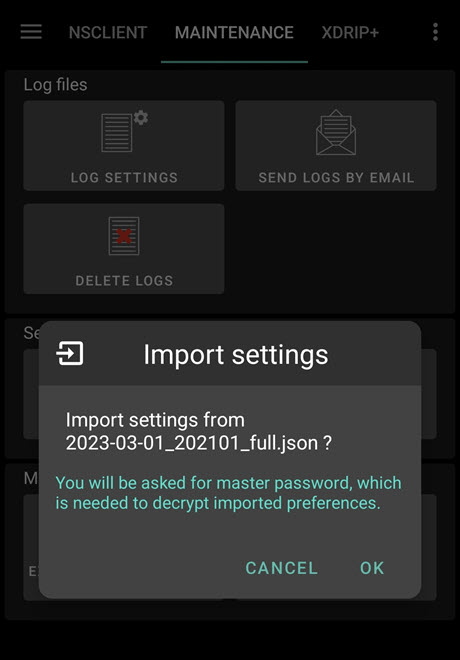 NSCLIENT MAINTENANCE XDRIP+
Log files
LOG SETTINGS SEND LOGS BY EMAIL
DELETE LOGS
Import settings
Import settings from
2023-03-01_202101_full.json ?
You will be asked for master password, which
is needed to decrypt imported preferences.
CANCEL OK